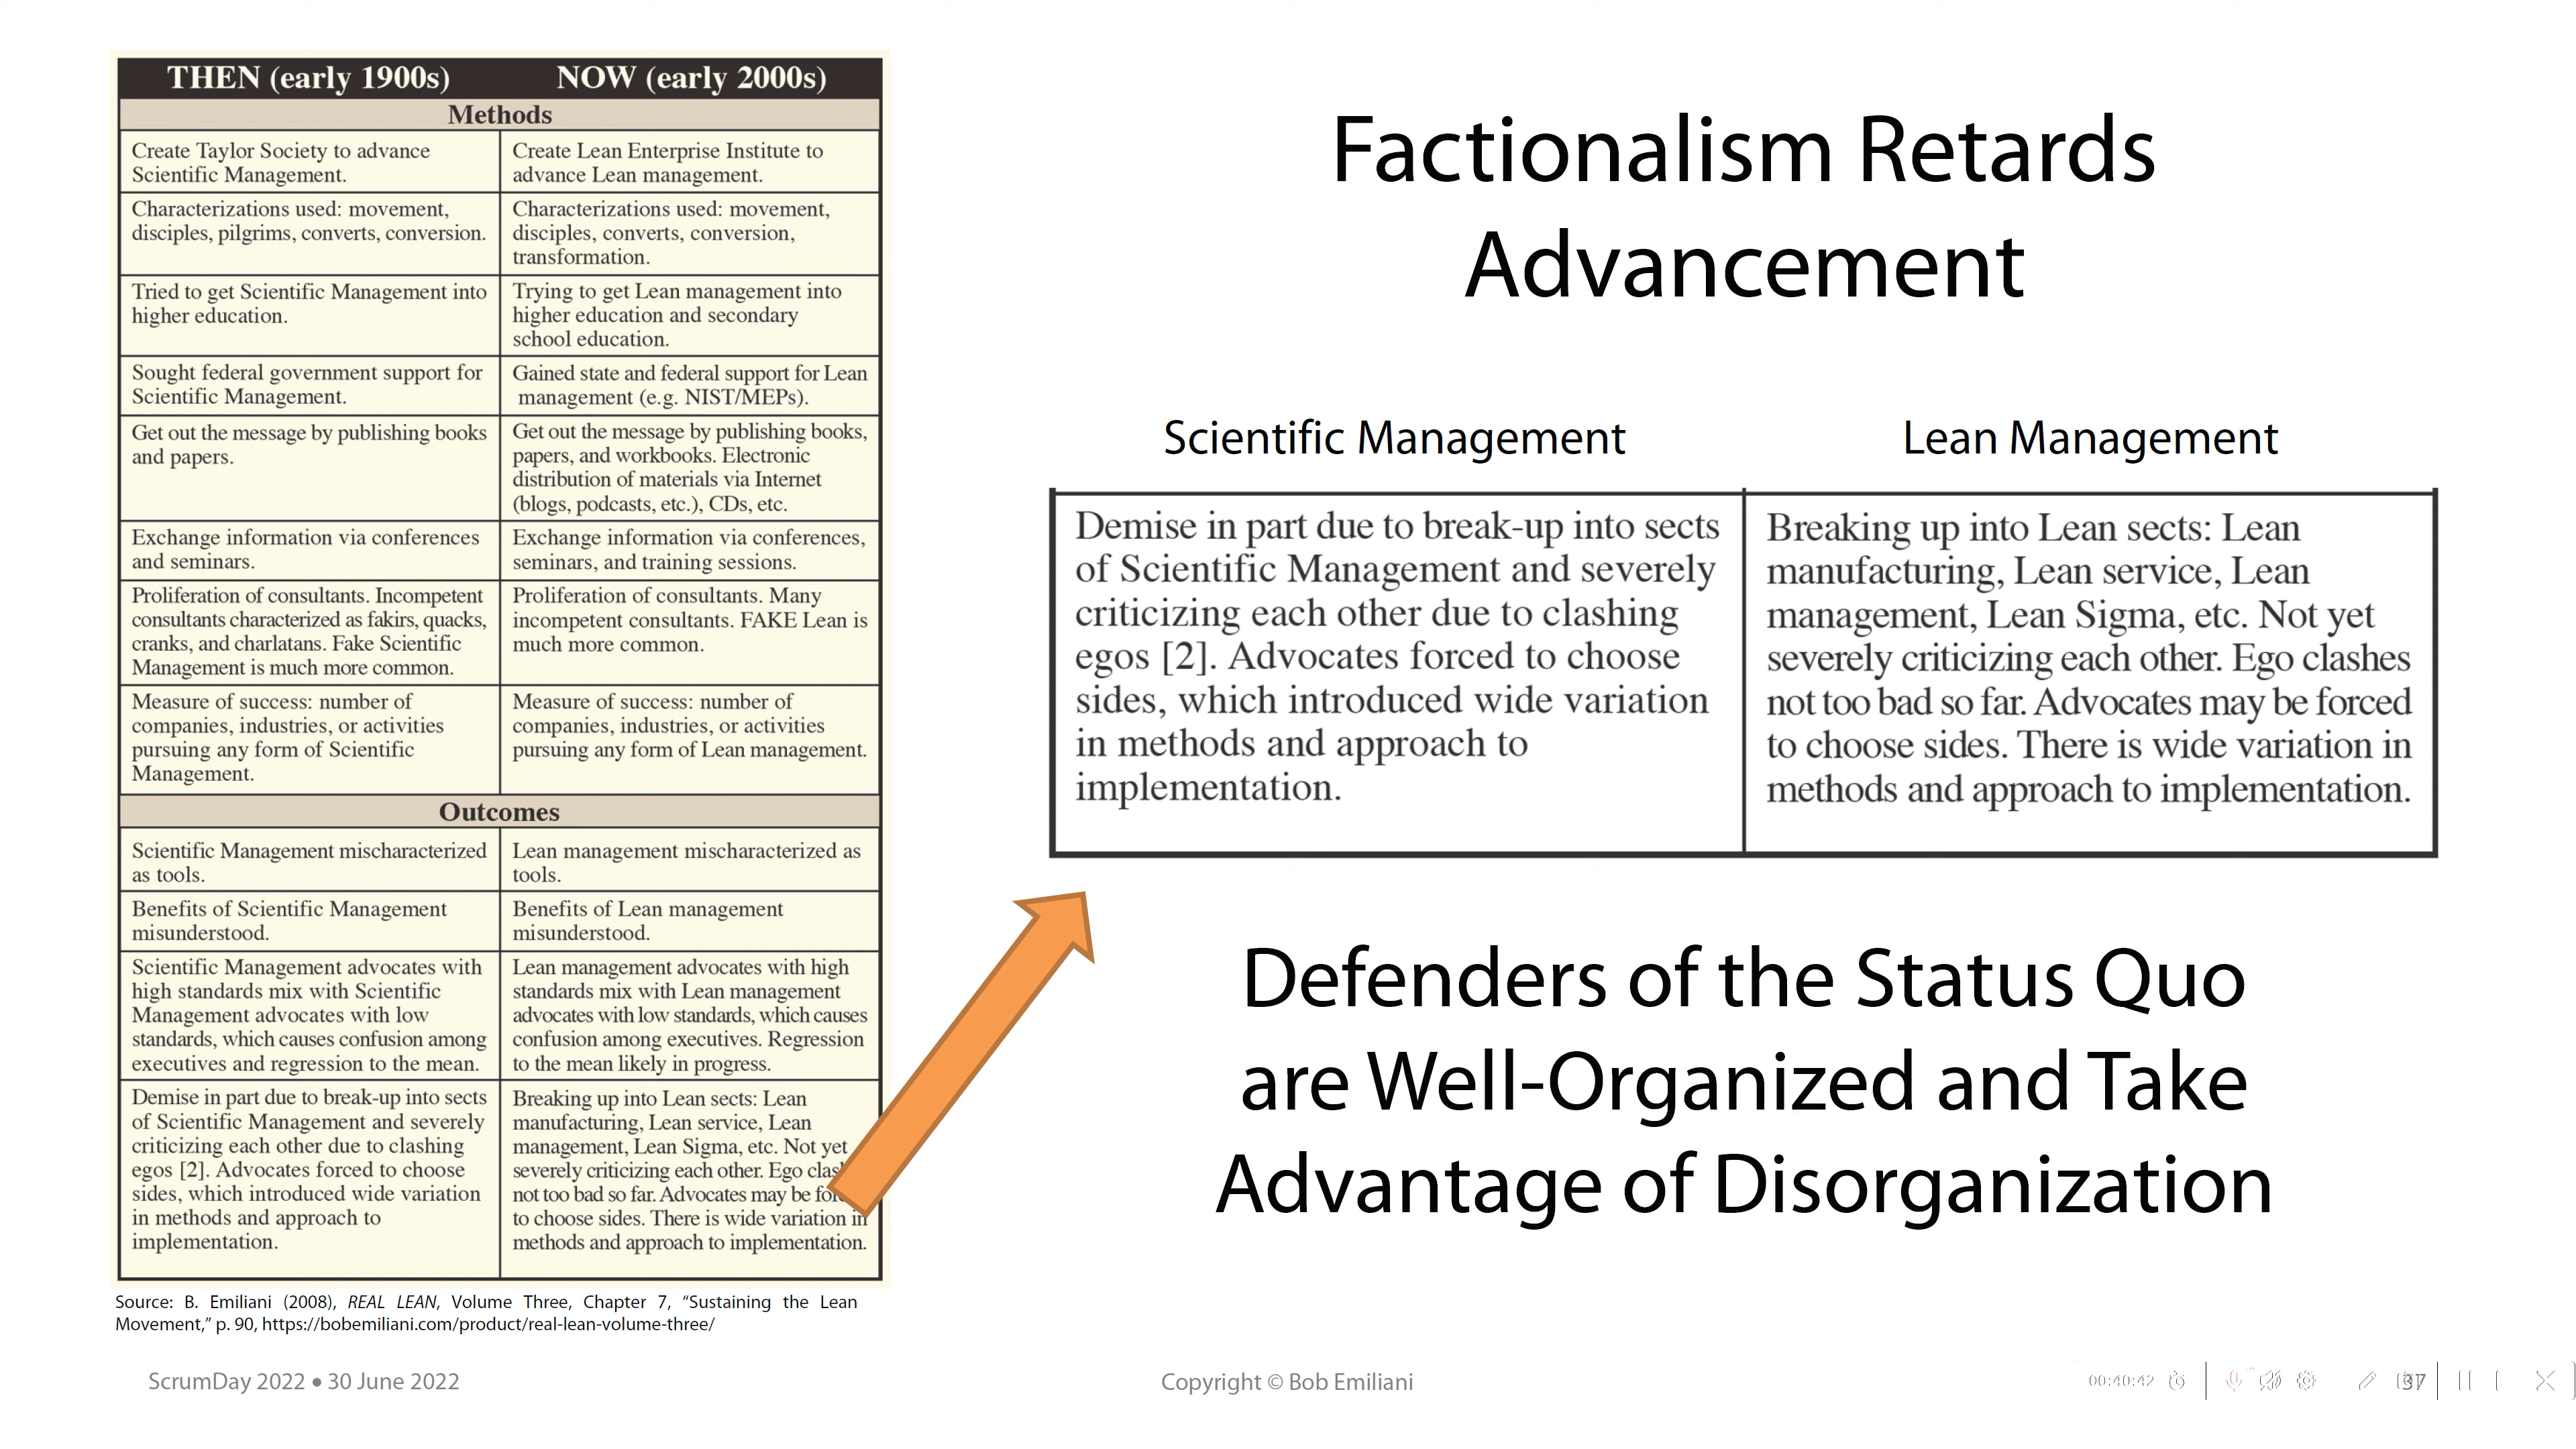 THEN (early 1900s)
NOW (early 2000s)
Methods
Create Taylor Society to advance
Scientific Management.
Create Lean Enterprise Institute to
advance Lean management.
Characterizations used: movement,
disciples, pilgrims, converts, conversion.
Characterizations used: movement,
disciples, converts, conversion,
transformation.
Tried to get Scientific Management into
higher education.
Trying to get Lean management into
higher education and secondary
school education.
Sought federal government support for
Scientific Management.
Gained state and federal support for Lean
management (e.g. NIST/MEPs).
Get out the message by publishing books
and papers.
Get out the message by publishing books,
papers, and workbooks. Electronic
distribution of materials via Internet
(blogs, podcasts, etc.), CDs, etc.
Exchange information via conferences
and seminars.
Exchange information via conferences,
seminars, and training sessions.
Proliferation of consultants. Incompetent
consultants characterized as fakirs, quacks,
cranks, and charlatans. Fake Scientific
Management is much more common.
Proliferation of consultants. Many
incompetent consultants. FAKE Lean is
much more common.
Measure of success: number of
companies, industries, or activities
pursuing any form of Scientific
Management.
Measure of success: number of
companies, industries, or activities
pursuing any form of Lean management.
Outcomes
Scientific Management mischaracterized
as tools.
Lean management mischaracterized as
tools.
Benefits of Scientific Management
misunderstood.
Benefits of Lean management
misunderstood.
Scientific Management advocates with
high standards mix with Scientific
Management advocates with low
standards, which causes confusion among
executives and regression to the mean.
Lean management advocates with high
standards mix with Lean management
advocates with low standards, which causes
confusion among executives. Regression
to the mean likely in progress.
Demise in part due to break-up into sects
of Scientific Management and severely
criticizing each other due to clashing
egos [2]. Advocates forced to choose
sides, which introduced wide variation
in methods and approach to
implementation.
Breaking up into Lean sects: Lean
manufacturing, Lean service, Lean
management, Lean Sigma, etc. Not yet
severely criticizing each other. Ego
not too bad so far. Advocates may be
to choose sides. There is wide variation in
methods and approach to implementation.
Source: B. Emiliani (2008), REAL LEAN, Volume Three, Chapter 7, “Sustaining the Lean
Movement,” p. 90, https://bobemiliani.com/product/real-lean-volume-three/
Factionalism Retards
Advancement
Scientific Management
Lean Management
Demise in part due to break-up into sects
of Scientific Management and severely
criticizing each other due to clashing
egos [2]. Advocates forced to choose
sides, which introduced wide variation
in methods and approach to
implementation.
Breaking up into Lean sects: Lean
manufacturing, Lean service, Lean
management, Lean Sigma, etc. Not yet
severely criticizing each other. Ego clashes
not too bad so far. Advocates may be forced
to choose sides. There is wide variation in
methods and approach to implementation.
Defenders of the Status Quo
are Well-Organized and Take
Advantage of Disorganization
ScrumDay 2022 • 30 June 2022
Copyright © Bob Emiliani
00:40:42
37